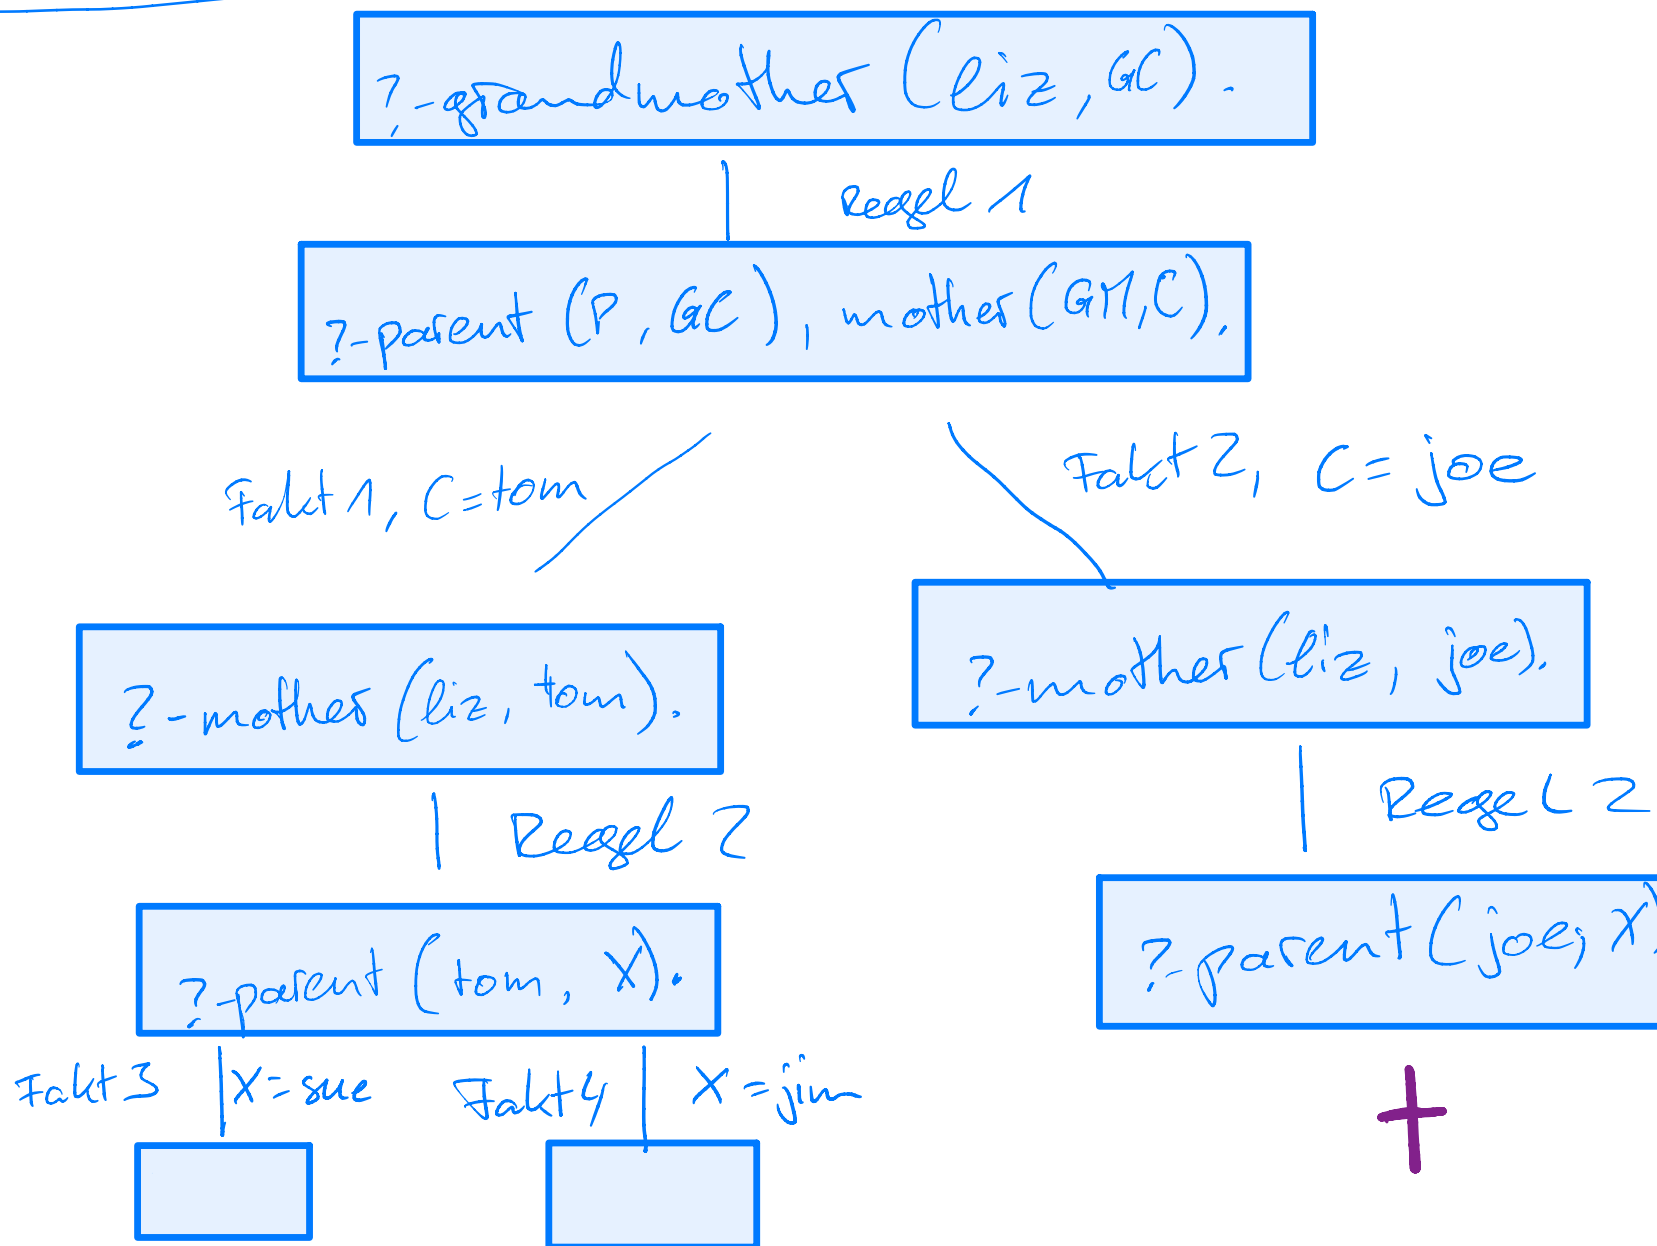 ?-grandmother (liz, GC).
Regel 1
?-parent (P, GC), mother(GM, C).
Fakt 1, C=tom
Fakt 2, C=joe
?-mother (liz, tom).
?-mother (liz, joe).
Regel 2
Regel 2
?-parent (tom, X).
?-parent (joe, X)
Fakt 3 X=sue
Fakt 4 X=jim